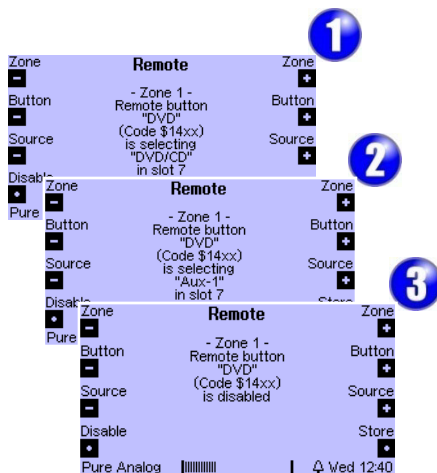 1
Zone Remote Zone
- Zone 1 -
Button Remote button Button
"DVD"
(Code $14xx)
Source is selecting Source
"DVD/CD"
in slot 7
Disable
Pure
2
Zone Remote Zone
- Zone 1 -
Button Remote button Button
"DVD"
(Code $14xx)
Source is selecting Source
"Aux-1"
in slot 7
Pure
3
Zone Remote Zone
- Zone 1 -
Button Remote button Button
"DVD"
(Code $14xx)
Source is disabled Source
Disable Store
Pure Analog Wed 12:40